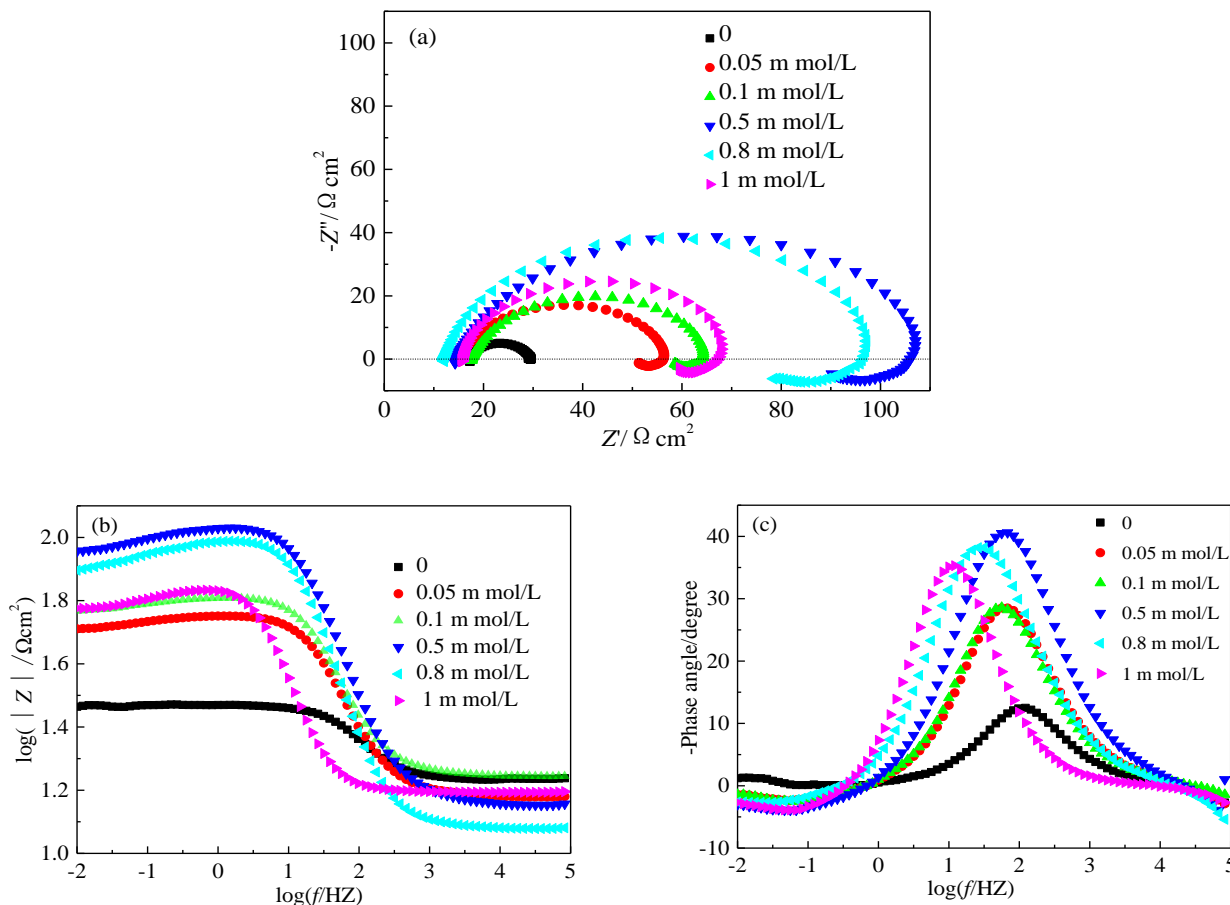 (a)
0
0.05 m mol/L
0.1 m mol/L
0.5 m mol/L
0.8 m mol/L
1 m mol/L
100
80
60
40
20
0
-Z''/ Ω cm²
0 20 40 60 80 100
Z'/ Ω cm²
(b)
0
0.05 m mol/L
0.1 m mol/L
0.5 m mol/L
0.8 m mol/L
1 m mol/L
2.0
1.8
1.6
1.4
1.2
1.0
log( | Z | /Ωcm²)
-2 -1 0 1 2 3 4 5
log(f/HZ)
(c)
0
0.05 m mol/L
0.1 m mol/L
0.5 m mol/L
0.8 m mol/L
1 m mol/L
40
30
20
10
0
-10
-Phase angle/degree
-2 -1 0 1 2 3 4 5
log(f/HZ)